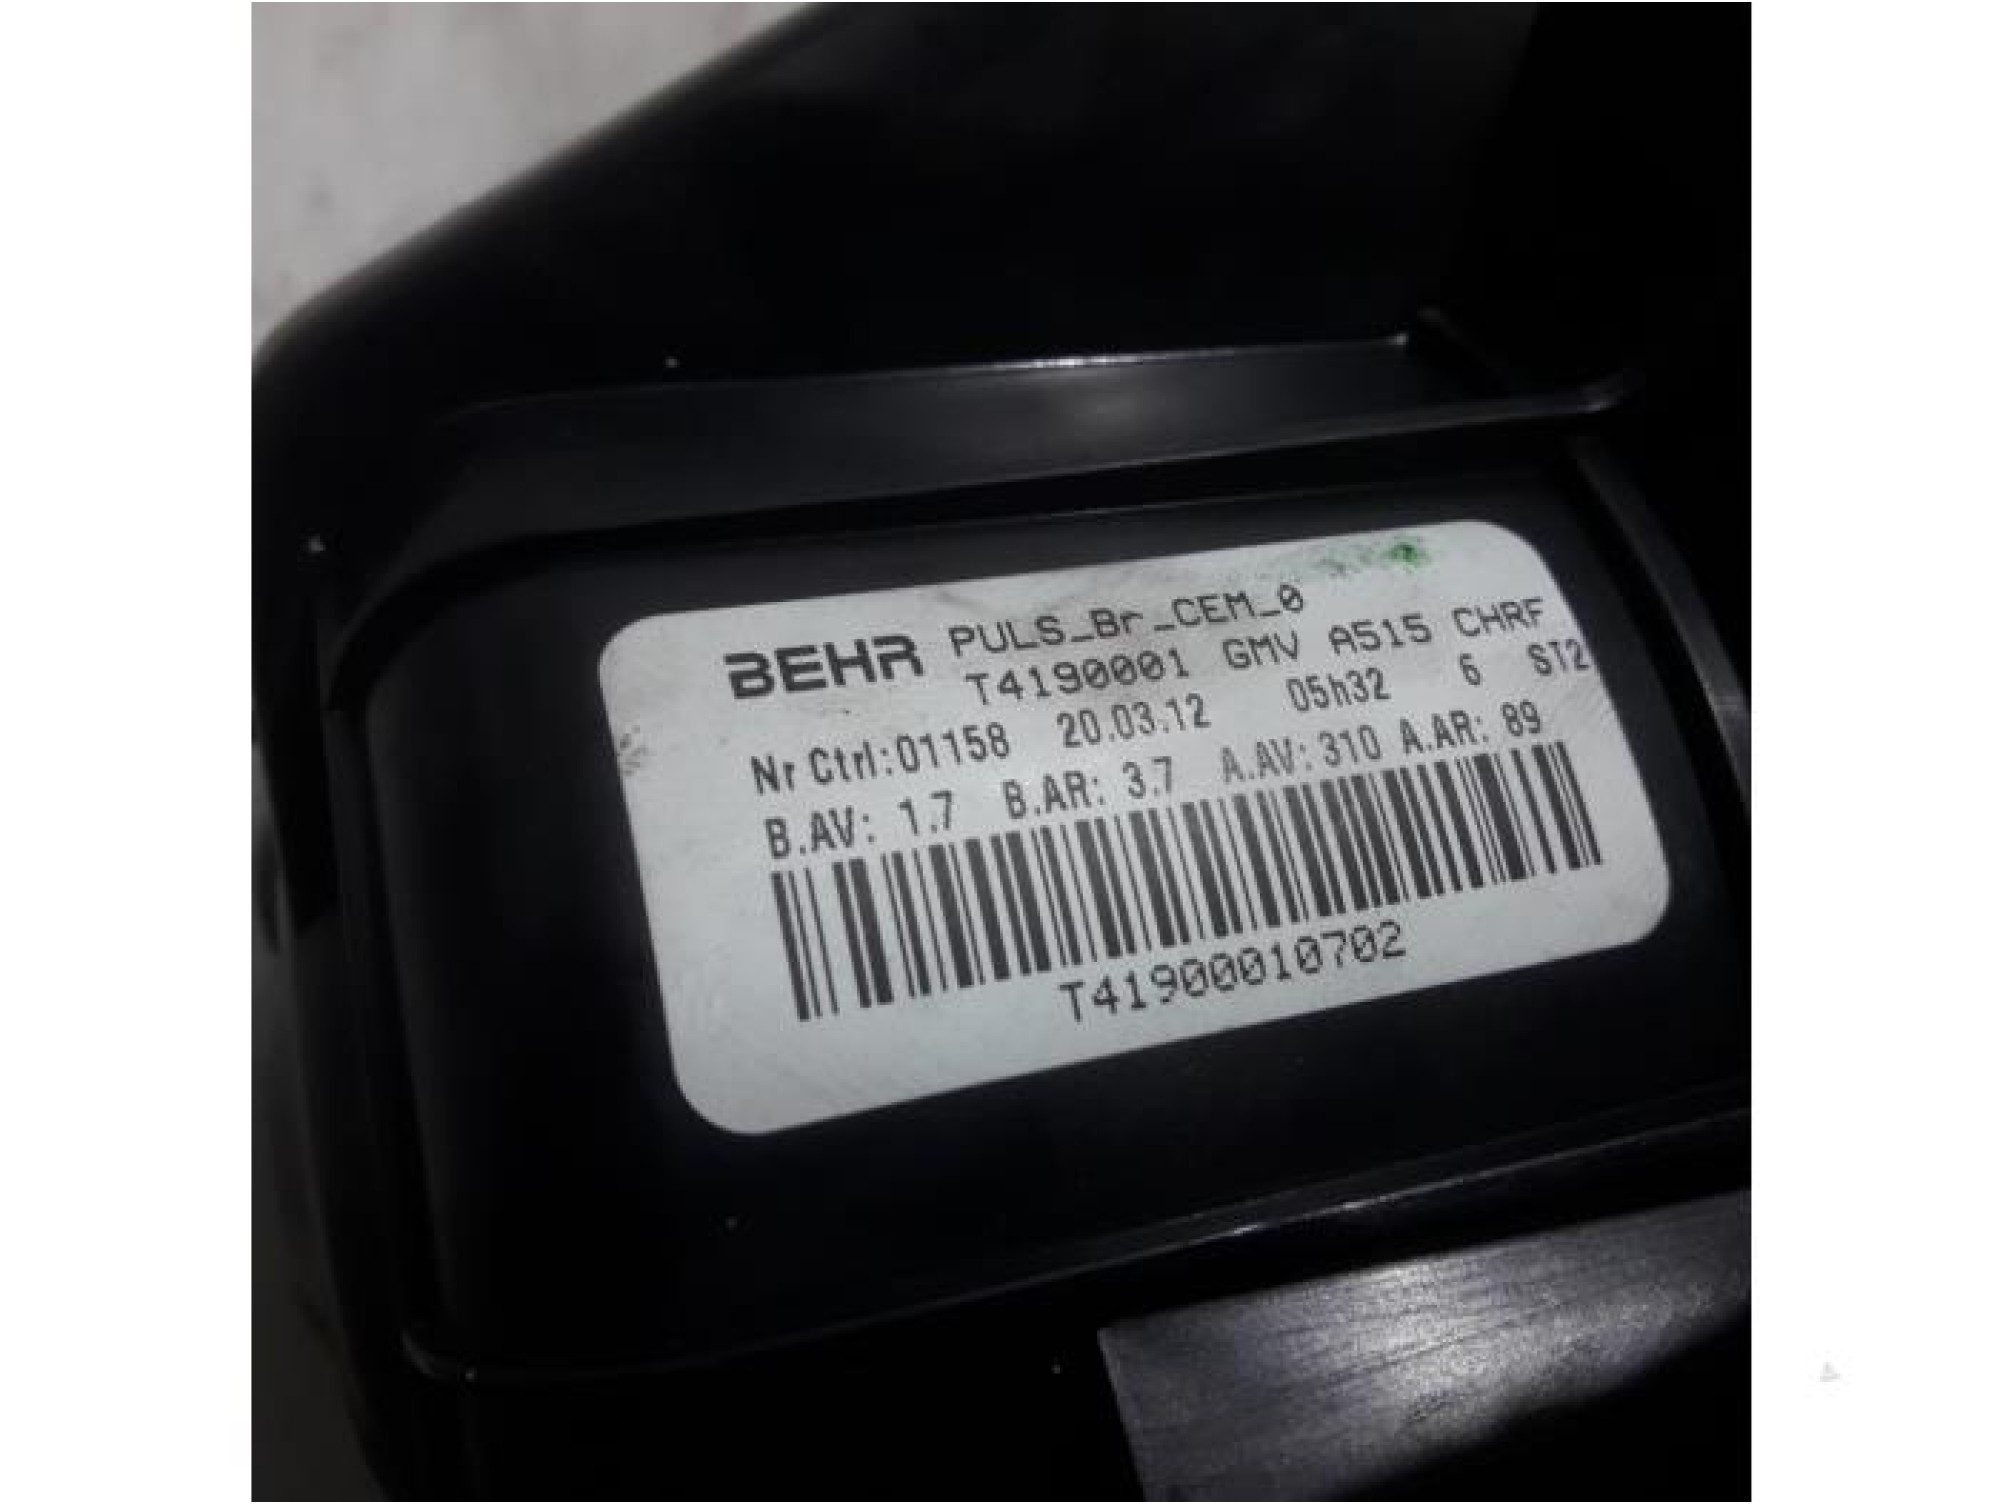 BEHR PULS_Br_CEM_0
T4190001 GMV A515 CHRF
Nr Ctrl:01158 20.03.12 05h32 6 ST2
B.AV: 1.7 B.AR: 3.7 A.AV: 310 A.AR: 89
T41900010702